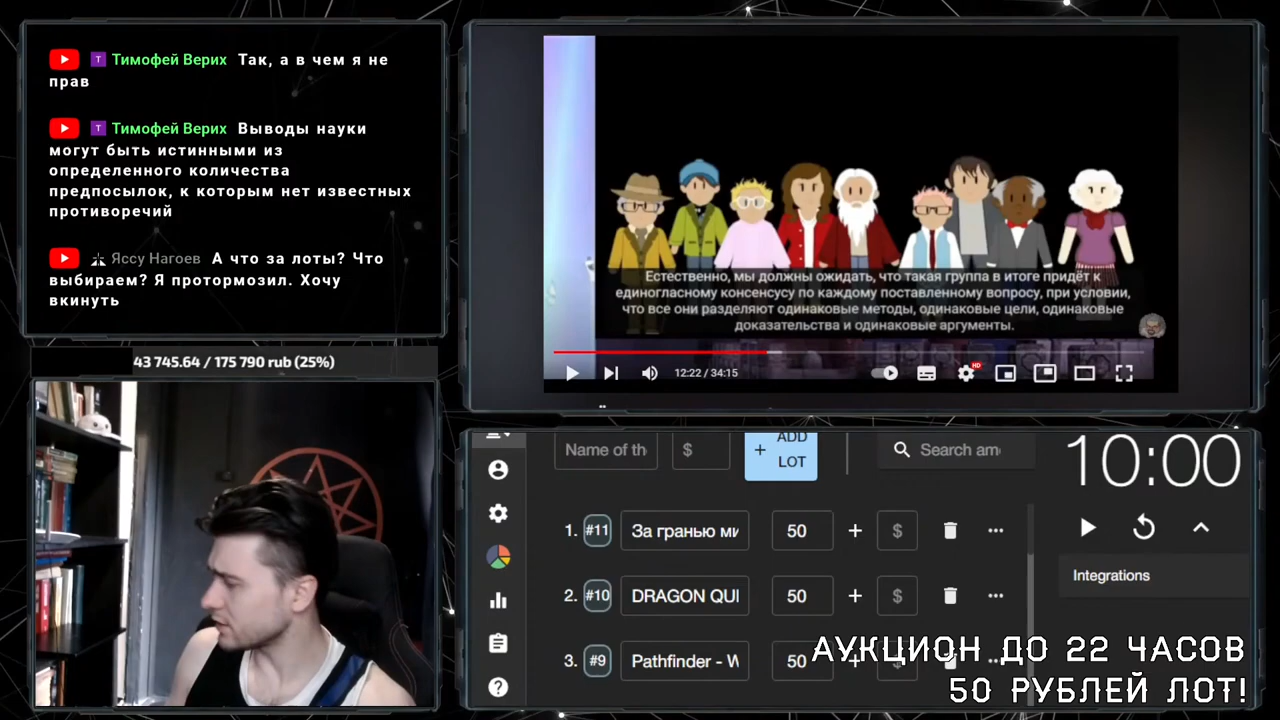 T Тимофей Верих Так, а в чем я не
прав
T Тимофей Верих Выводы науки
могут быть истинными из
определенного количества
предпосылок, к которым нет известных
противоречий
Яссу Нагоев А что за лоты? Что
выбираем? Я протормозил. Хочу
вкинуть
43 745.64 / 175 790 rub (25%)
Естественно, мы должны ожидать, что такая группа в итоге придёт к
единогласному консенсусу по каждому поставленному вопросу, при условии,
что все они разделяют одинаковые методы, одинаковые цели, одинаковые
доказательства и одинаковые аргументы.
12:22 / 34:15
HD
Name of th
$
+ ADD
LOT
Search am
10:00
1. #11 За гранью ми 50 + $
2. #10 DRAGON QUI 50 + $
3. #9 Pathfinder - W 50
Integrations
АУКЦИОН ДО 22 ЧАСОВ
50 РУБЛЕЙ ЛОТ!